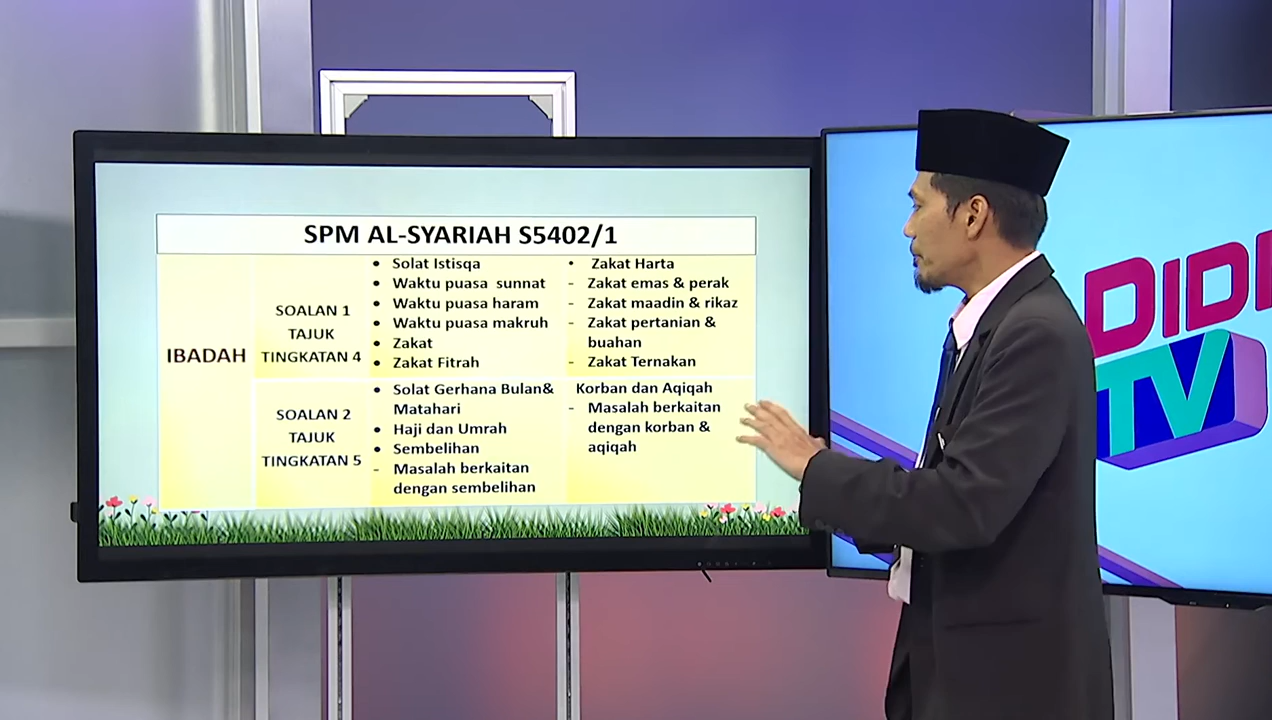 SPM AL-SYARIAH S5402/1
IBADAH
SOALAN 1
TAJUK
TINGKATAN 4
• Solat Istisqa
• Waktu puasa sunnat
• Waktu puasa haram
• Waktu puasa makruh
• Zakat
• Zakat Fitrah
• Zakat Harta
- Zakat emas & perak
- Zakat maadin & rikaz
- Zakat pertanian &
buahan
- Zakat Ternakan
SOALAN 2
TAJUK
TINGKATAN 5
• Solat Gerhana Bulan&
Matahari
• Haji dan Umrah
• Sembelihan
- Masalah berkaitan
dengan sembelihan
Korban dan Aqiqah
- Masalah berkaitan
dengan korban &
aqiqah
DIDI
TV